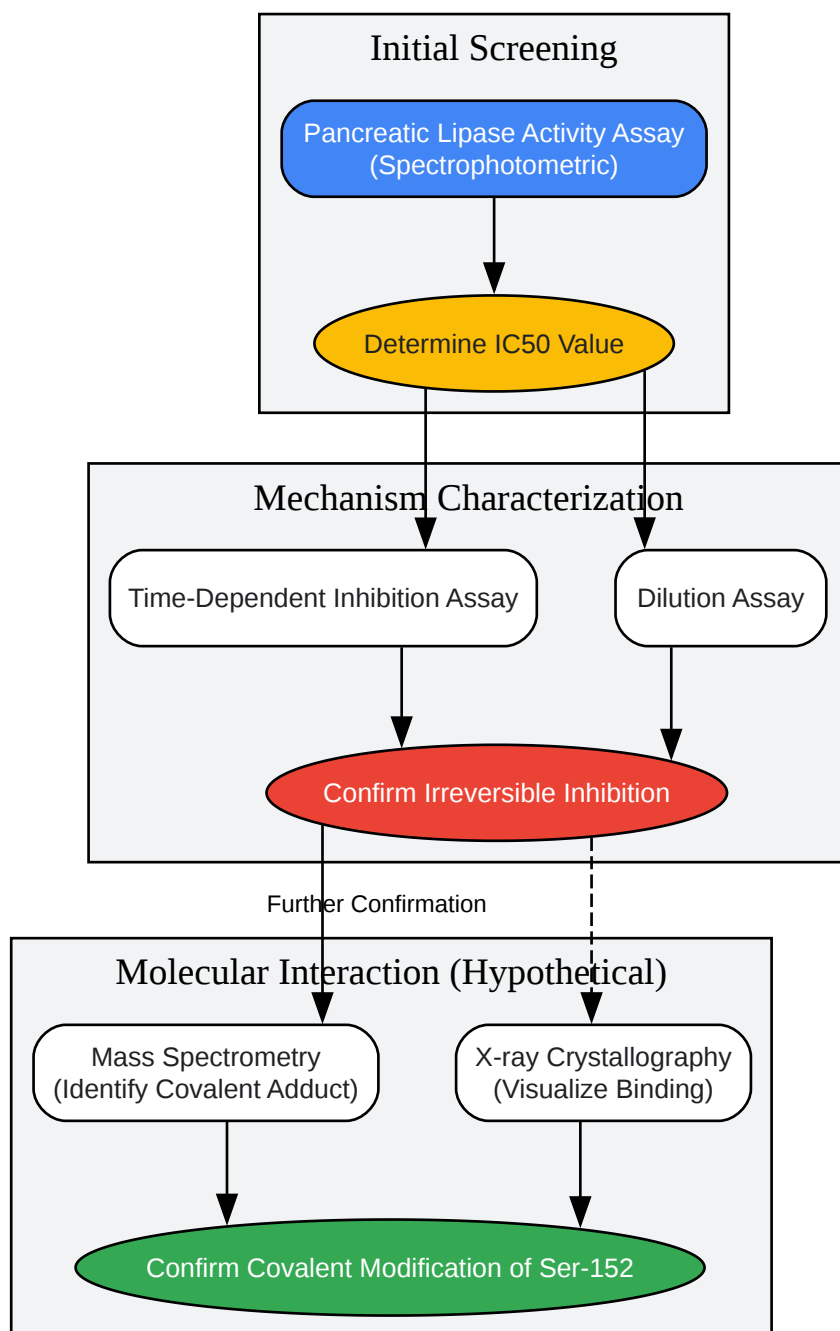 Initial Screening
Pancreatic Lipase Activity Assay
(Spectrophotometric)
Determine IC50 Value
Mechanism Characterization
Time-Dependent Inhibition Assay
Dilution Assay
Confirm Irreversible Inhibition
Further Confirmation
Molecular Interaction (Hypothetical)
Mass Spectrometry
(Identify Covalent Adduct)
X-ray Crystallography
(Visualize Binding)
Confirm Covalent Modification of Ser-152